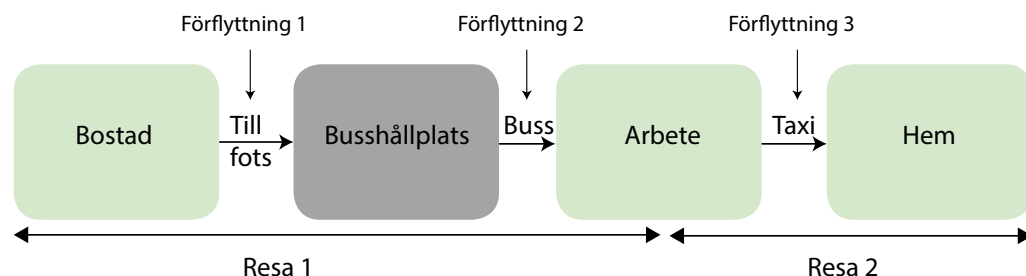 Förflyttning 1
Förflyttning 2
Förflyttning 3
Bostad
Till
fots
Busshållplats
Buss
Arbete
Taxi
Hem
Resa 1
Resa 2